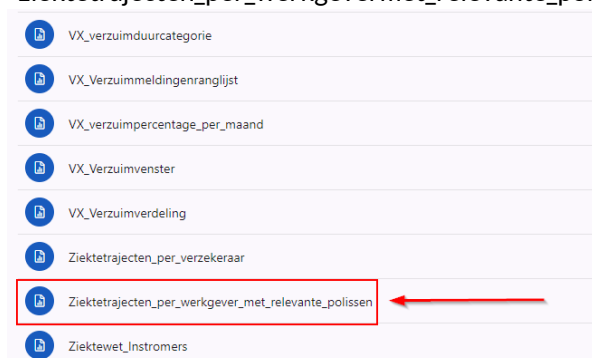 VX_verzuimduurcategorie
VX_Verzuimmeldingenranglijst
VX_verzuimpercentage_per_maand
VX_Verzuimvenster
VX_Verzuimverdeling
Ziektetrajecten_per_verzekeraar
Ziektetrajecten_per_werkgever_met_relevante_polissen
Ziektewet_Instromers